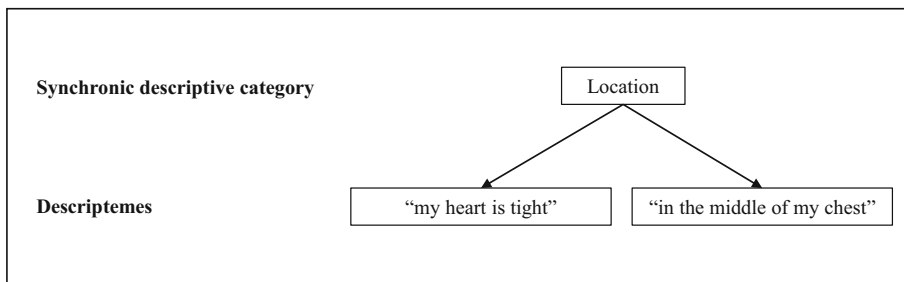 Synchronic descriptive category
Location
Descriptemes
“my heart is tight”
“in the middle of my chest”